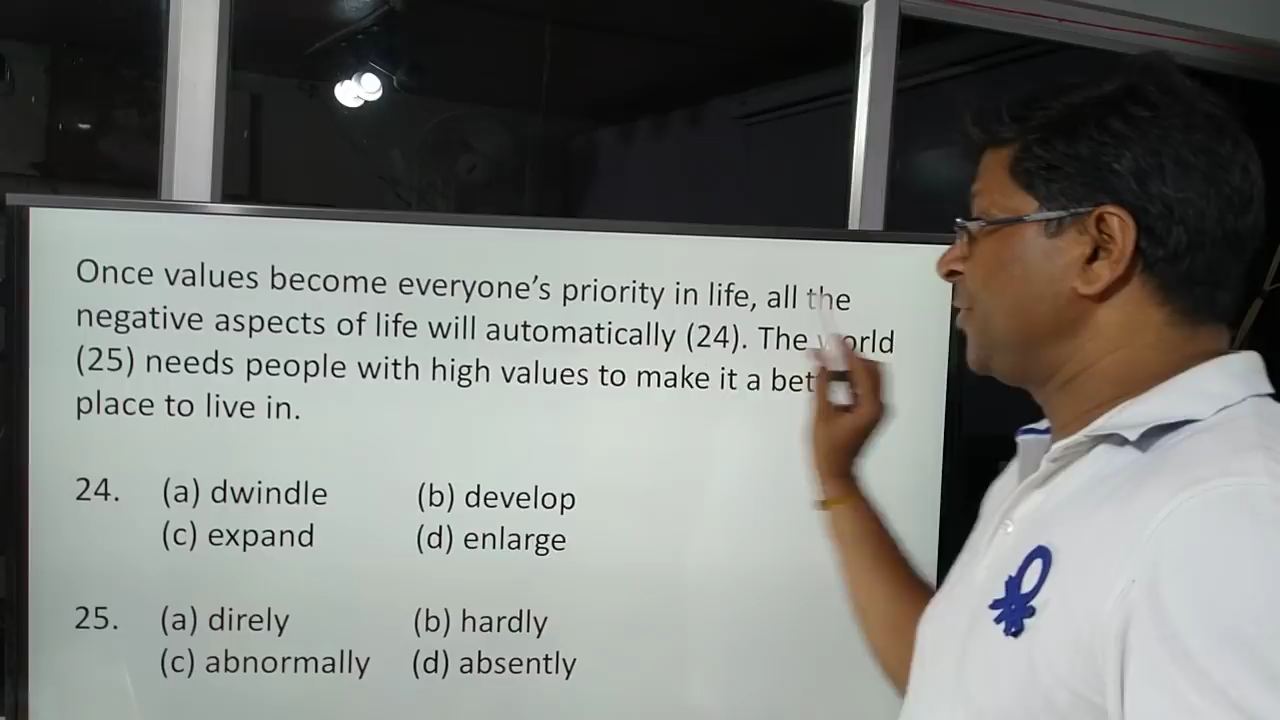 Once values become everyone's priority in life, all the
negative aspects of life will automatically (24). The world
(25) needs people with high values to make it a
place to live in.
24. (a) dwindle (b) develop
(c) expand (d) enlarge
25. (a) direly (b) hardly
(c) abnormally (d) absently